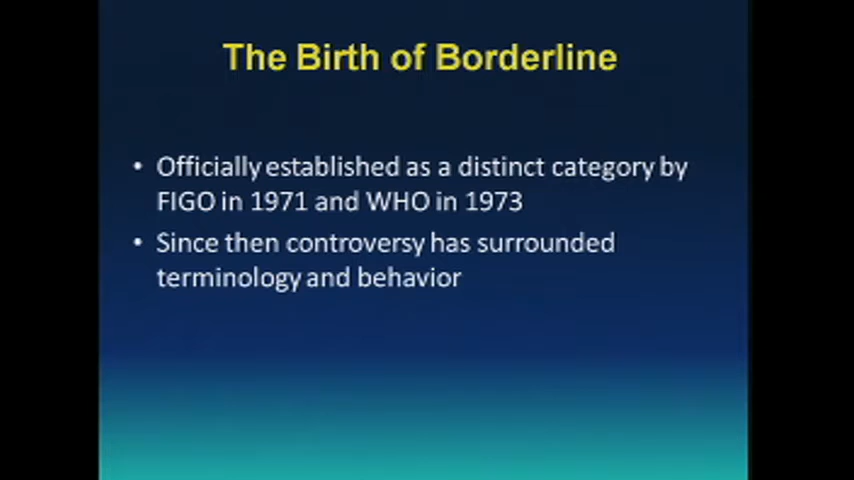 The Birth of Borderline
• Officially established as a distinct category by
FIGO in 1971 and WHO in 1973
• Since then controversy has surrounded
terminology and behavior